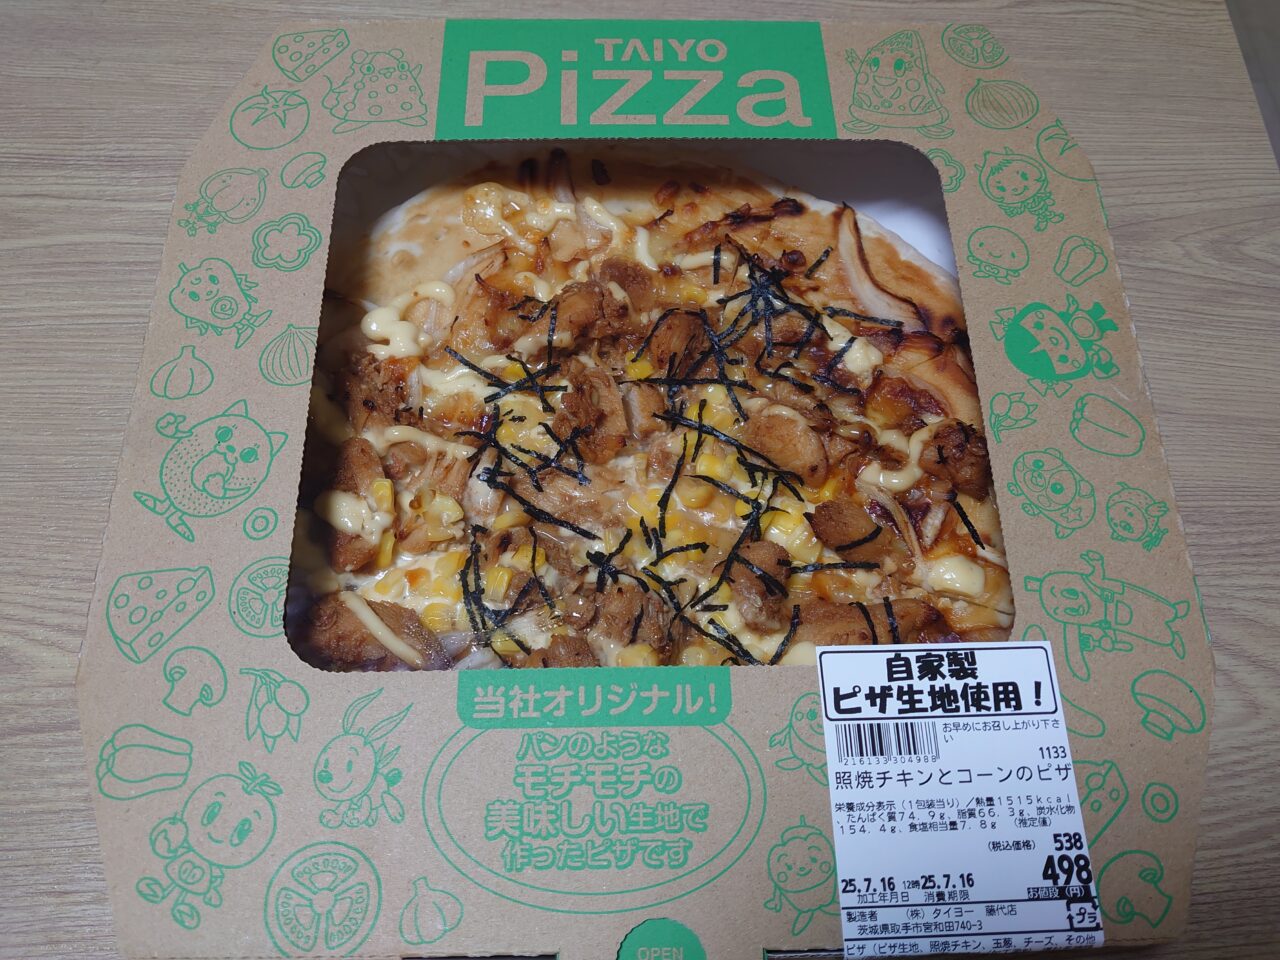 TAIYO
Pizza
当社オリジナル!
パンのような
モチモチの
美味しい生地で
作ったピザです
OPEN
自家製
ピザ生地使用!
お早めにお召し上がり下さ
い
216133304988
1133
照焼チキンとコーンのピザ
栄養成分表示(1包装当り)/熱量1515kcal
、たんぱく質74.9g、脂質66.3g、炭水化物
154.4g、食塩相当量7.8g (推定値)
(税込価格) 538
498
25.7.16 12時 25.7.16
加工年月日 消費期限 お値段(円)
製造者 (株)タイヨー 藤代店
茨城県取手市宮和田740-3
プラ
ピザ(ピザ生地、照焼チキン、玉葱、チーズ、その他